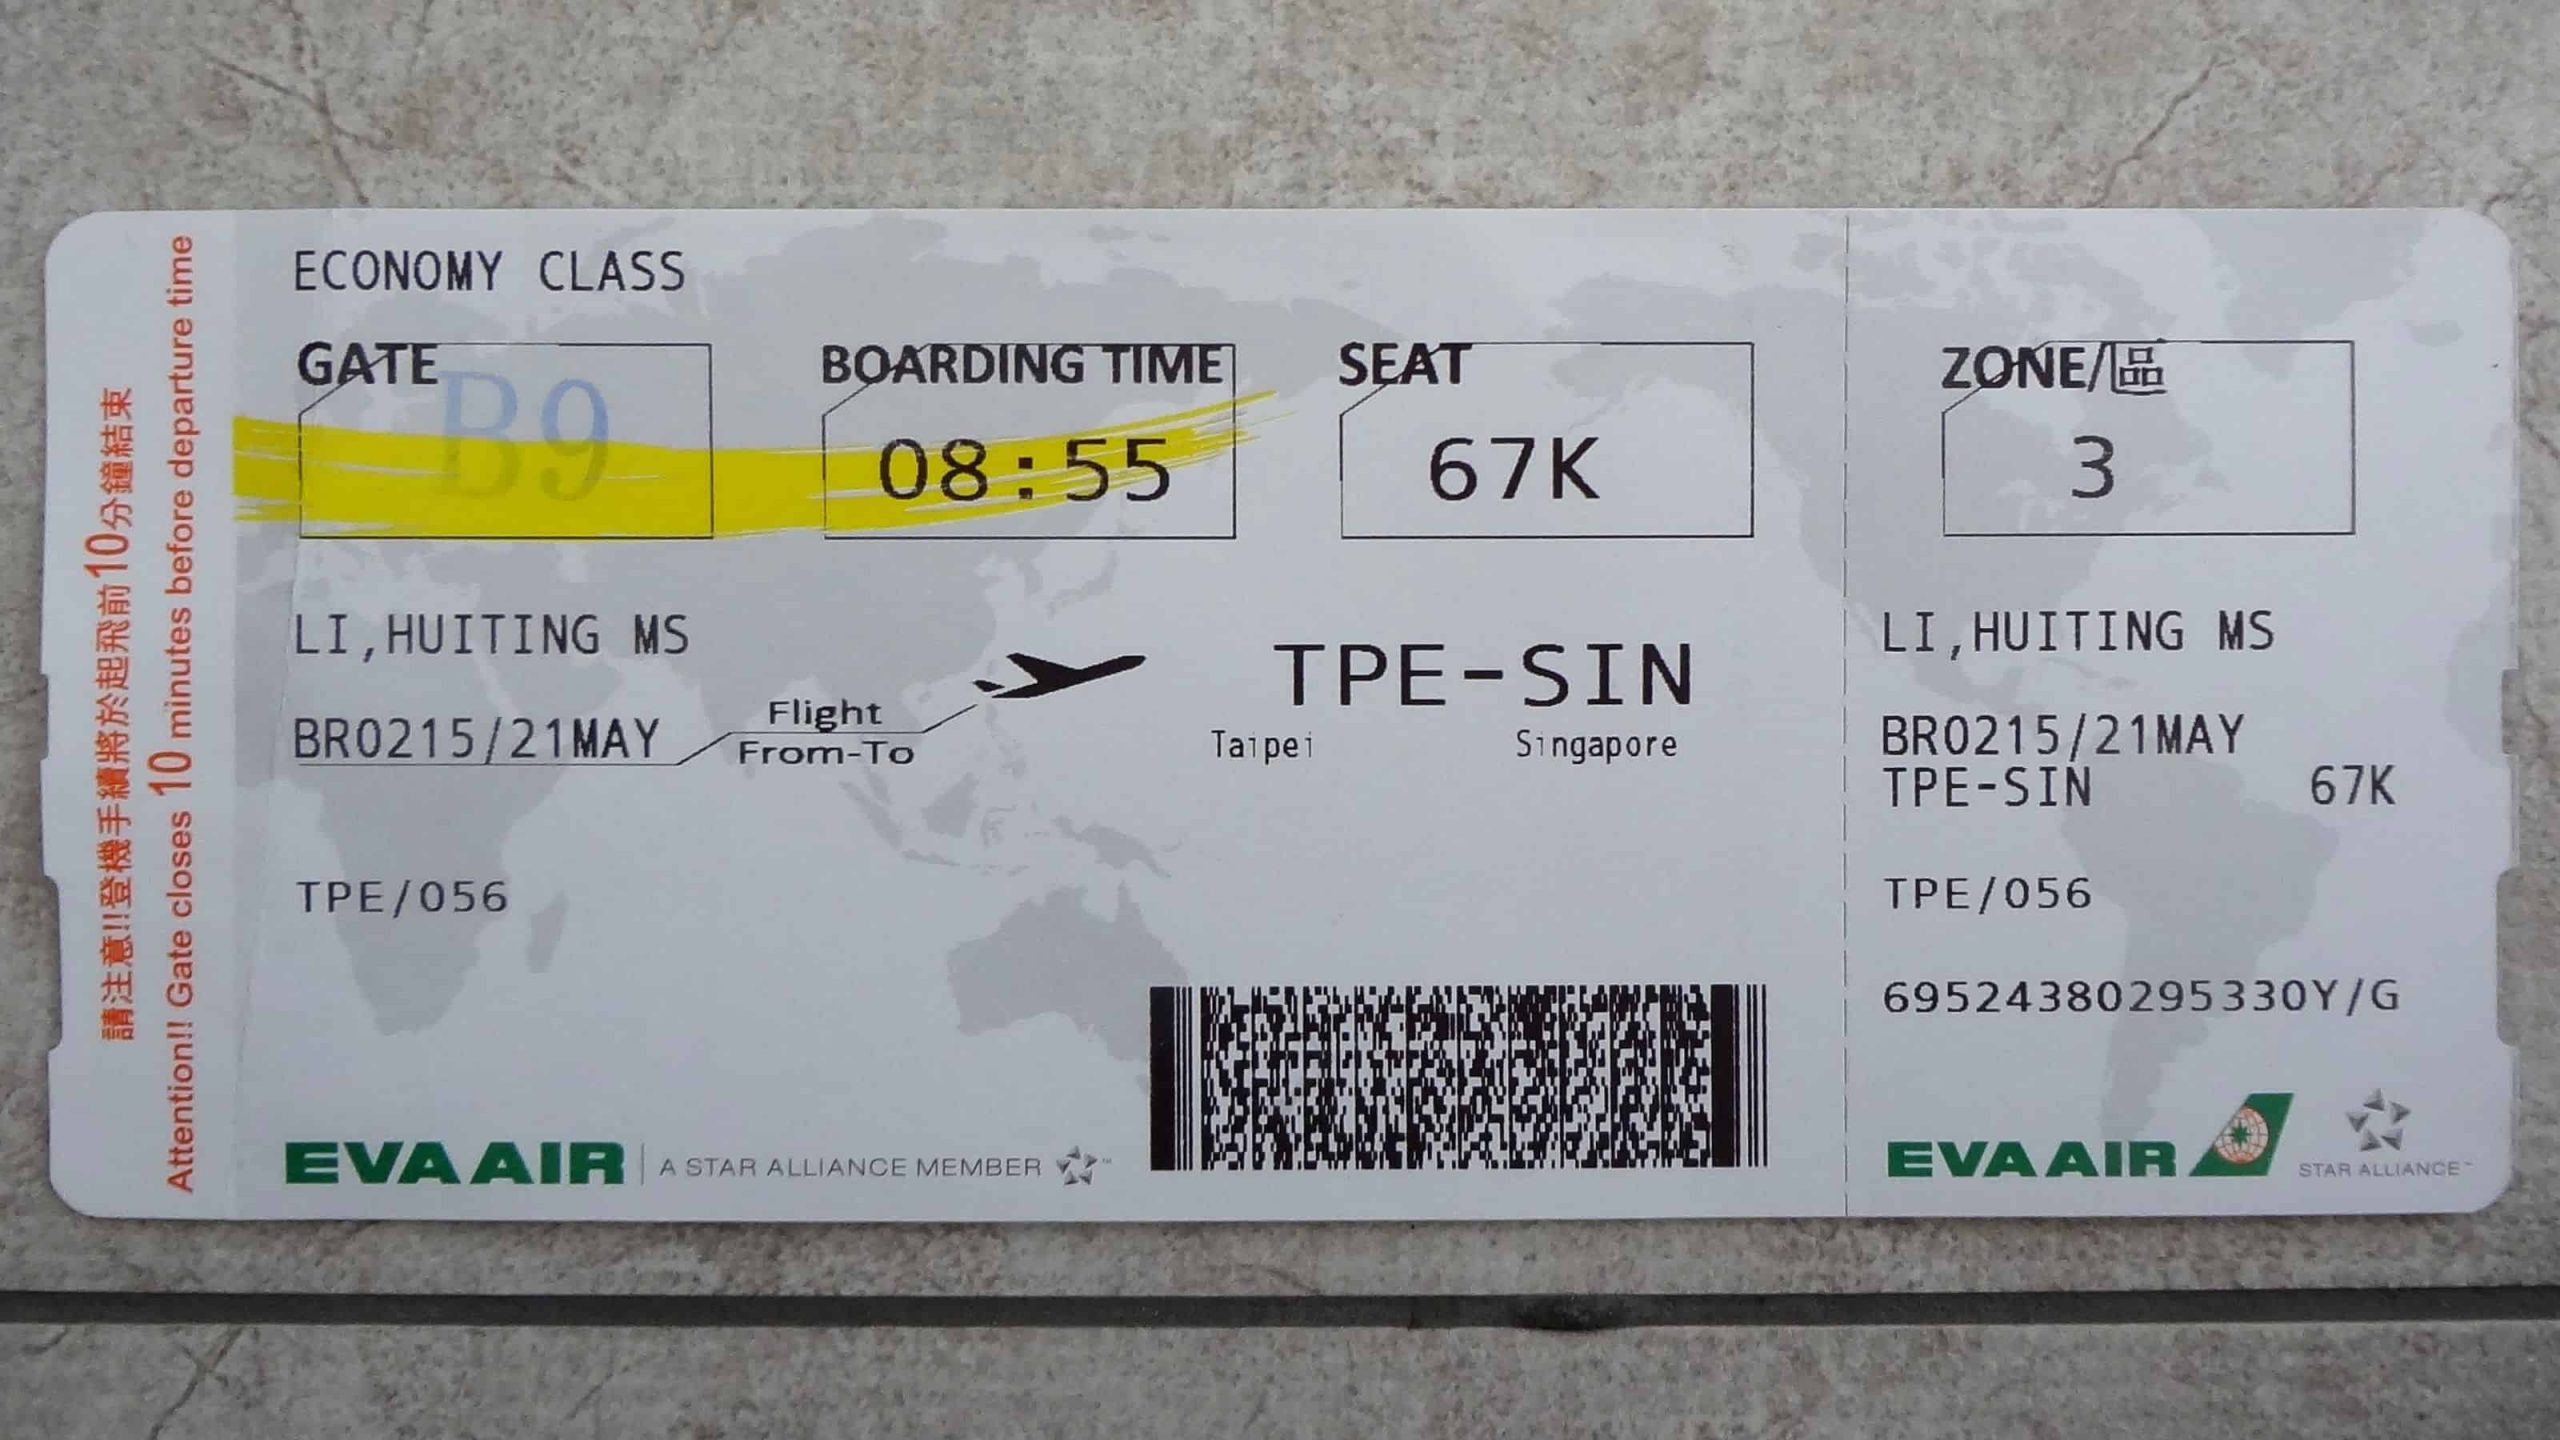 請注意!!登機手續將於起飛前10分鐘結束
Attention!! Gate closes 10 minutes before departure time
ECONOMY CLASS
GATE
B9
BOARDING TIME
08:55
SEAT
67K
LI,HUITING MS
BR0215/21MAY
Flight
From-To
TPE-SIN
Taipei Singapore
TPE/056
EVA AIR A STAR ALLIANCE MEMBER™
ZONE/區
3
LI,HUITING MS
BR0215/21MAY
TPE-SIN 67K
TPE/056
69524380295330Y/G
EVA AIR
STAR ALLIANCE™